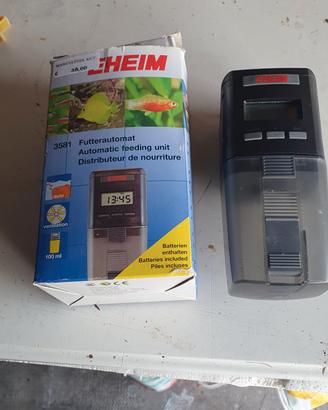 € 38,00
EHEIM
3581 Futterautomat
Automatic feeding unit
Distributeur de nourriture
13:45
ventilation
100 ml
Batterien
enthalten
Batteries included
Piles incluses
EHEIM